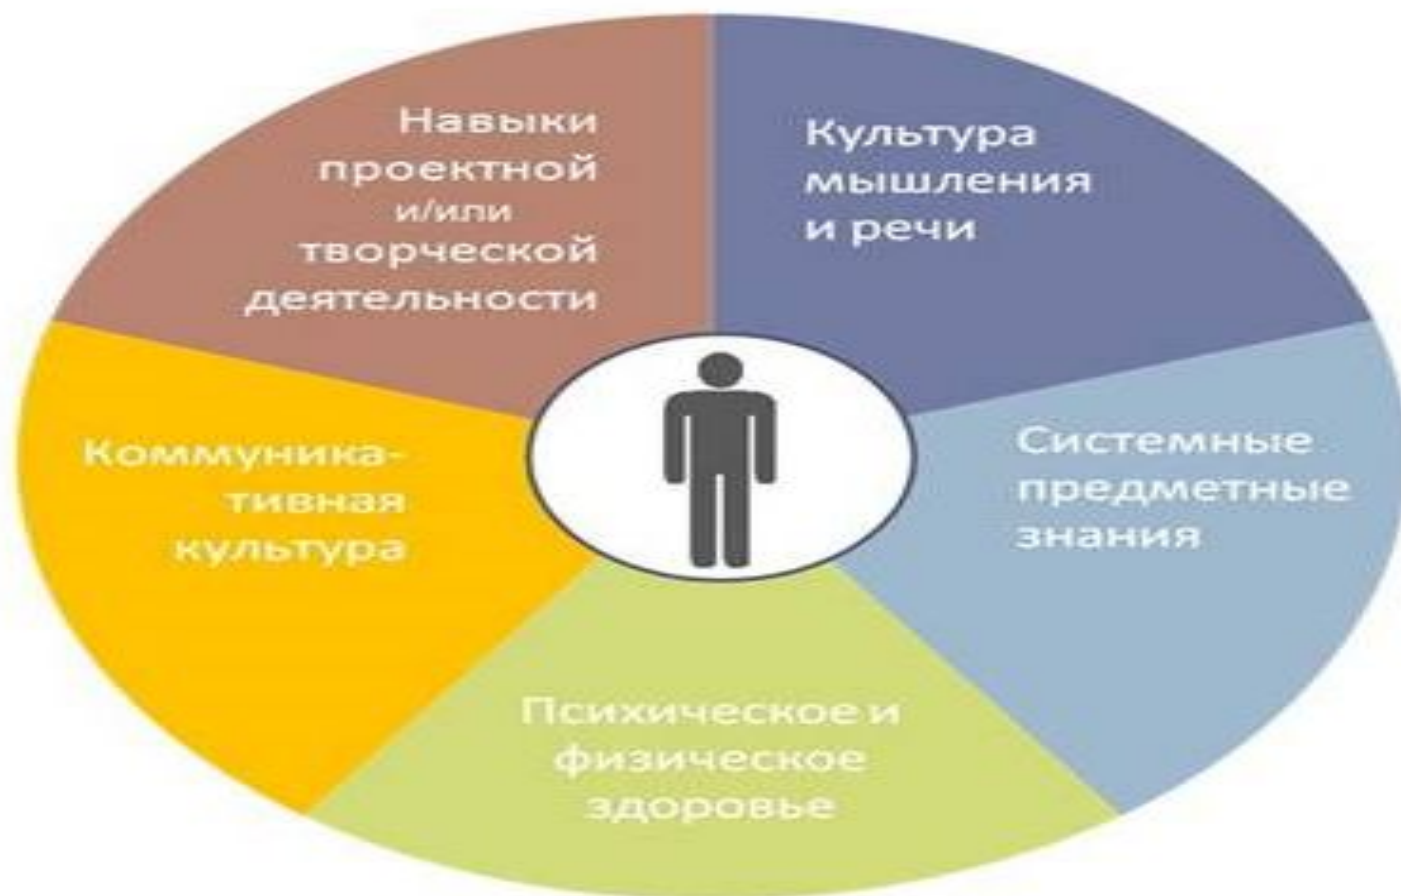 Навыки
проектной
и/или
творческой
деятельности
Культура
мышления
и речи
Коммуника-
тивная
культура
Системные
предметные
знания
Психическое и
физическое
здоровье